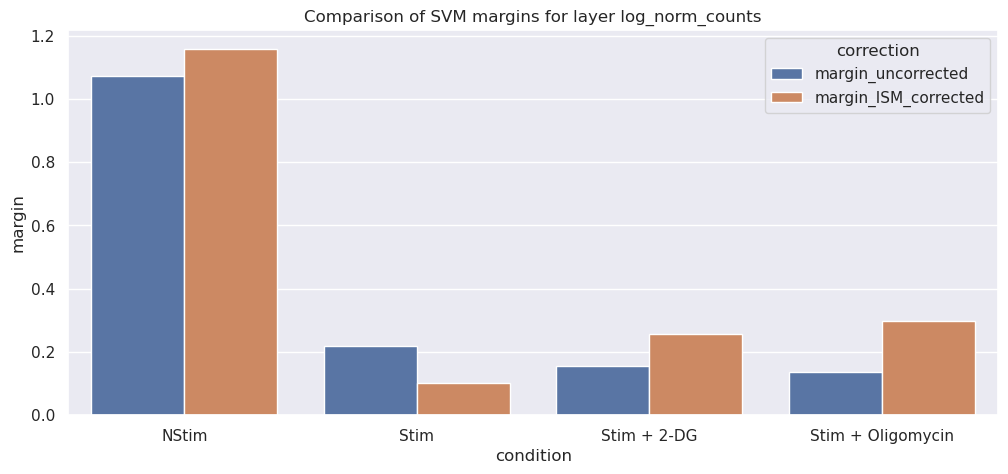 Comparison of SVM margins for layer log_norm_counts
correction
margin_uncorrected
margin_ISM_corrected
margin
1.2
1.0
0.8
0.6
0.4
0.2
0.0
NStim
Stim
Stim + 2-DG
Stim + Oligomycin
condition